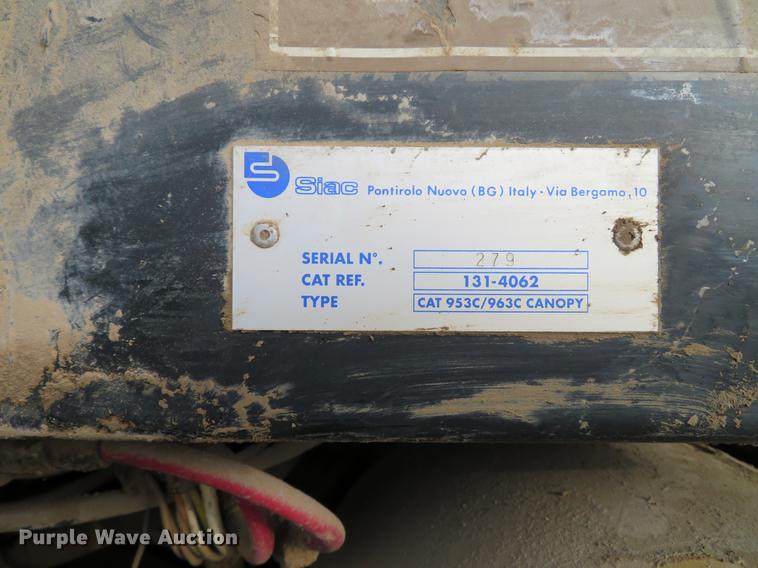 Siac Pontirolo Nuovo (BG) Italy · Via Bergamo, 10
SERIAL N°. 279
CAT REF. 131-4062
TYPE CAT 953C/963C CANOPY
Purple Wave Auction